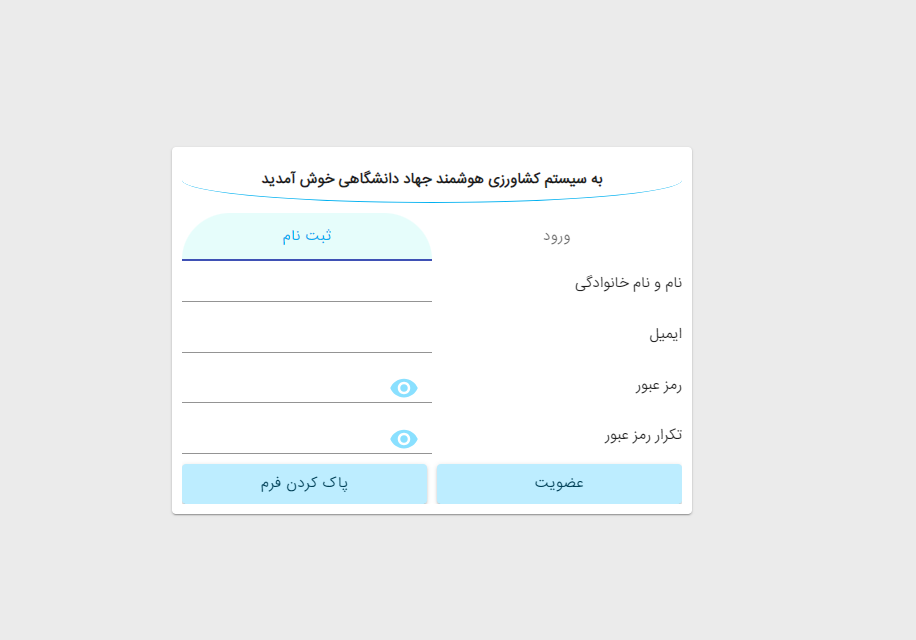 به سیستم کشاورزی هوشمند جهاد دانشگاهی خوش آمدید
ورود
ثبت نام
نام و نام خانوادگی
ایمیل
رمز عبور
تکرار رمز عبور
عضویت
پاک کردن فرم